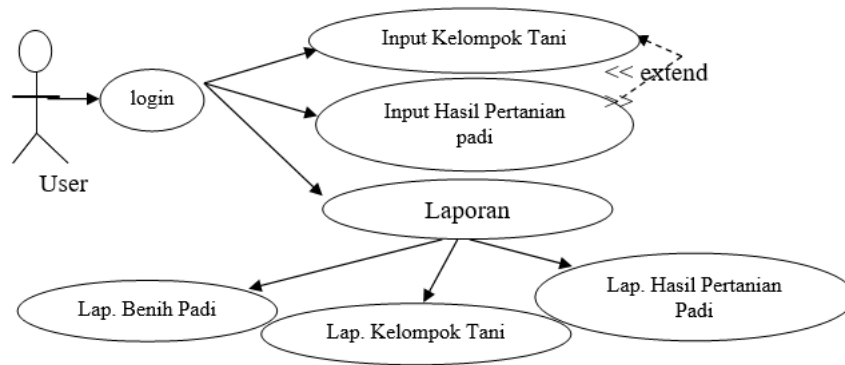 Input Kelompok Tani
<< extend
>>
login
Input Hasil Pertanian
padi
User
Laporan
Lap. Benih Padi
Lap. Kelompok Tani
Lap. Hasil Pertanian
Padi